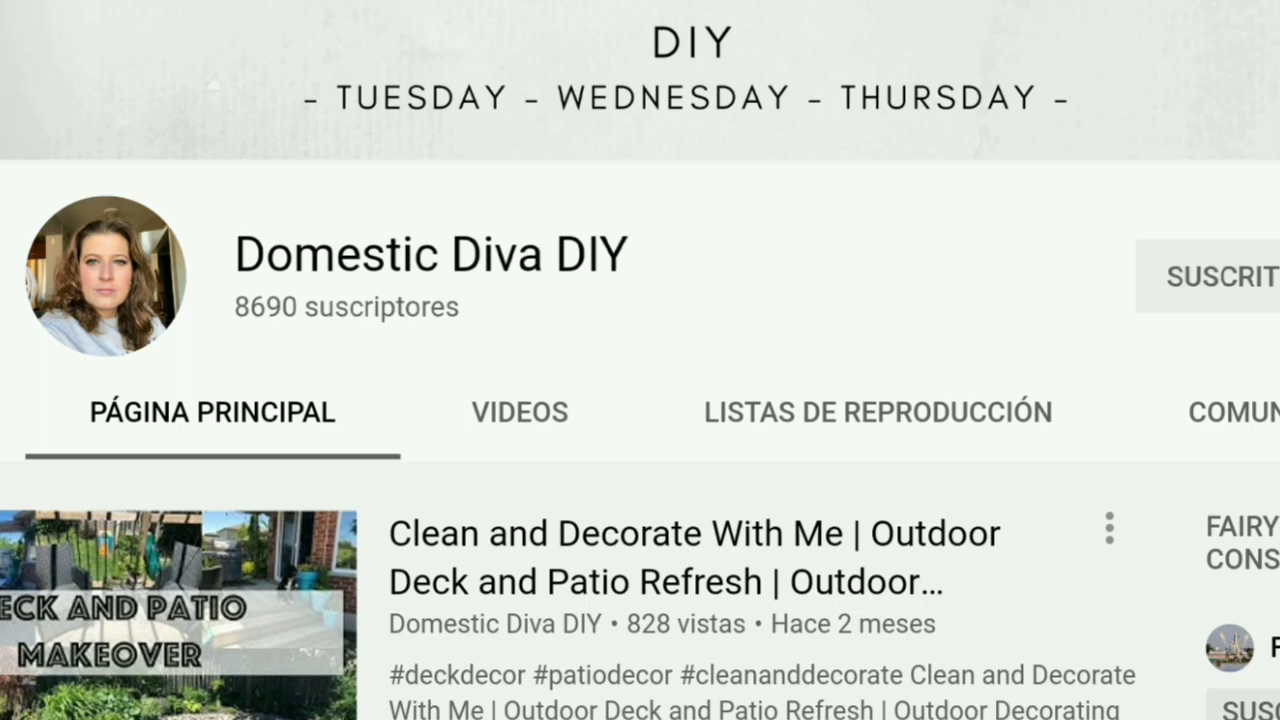 DIY
- TUESDAY - WEDNESDAY - THURSDAY -
Domestic Diva DIY
8690 suscriptores
SUSCRIT
PÁGINA PRINCIPAL
VIDEOS
LISTAS DE REPRODUCCIÓN
COMUN
ECK AND PATIO
MAKEOVER
Clean and Decorate With Me | Outdoor
Deck and Patio Refresh | Outdoor...
Domestic Diva DIY • 828 vistas • Hace 2 meses
#deckdecor #patiodecor #cleananddecorate Clean and Decorate
With Me | Outdoor Deck and Patio Refresh | Outdoor Decorating
FAIRY
CONS
F
SUSC